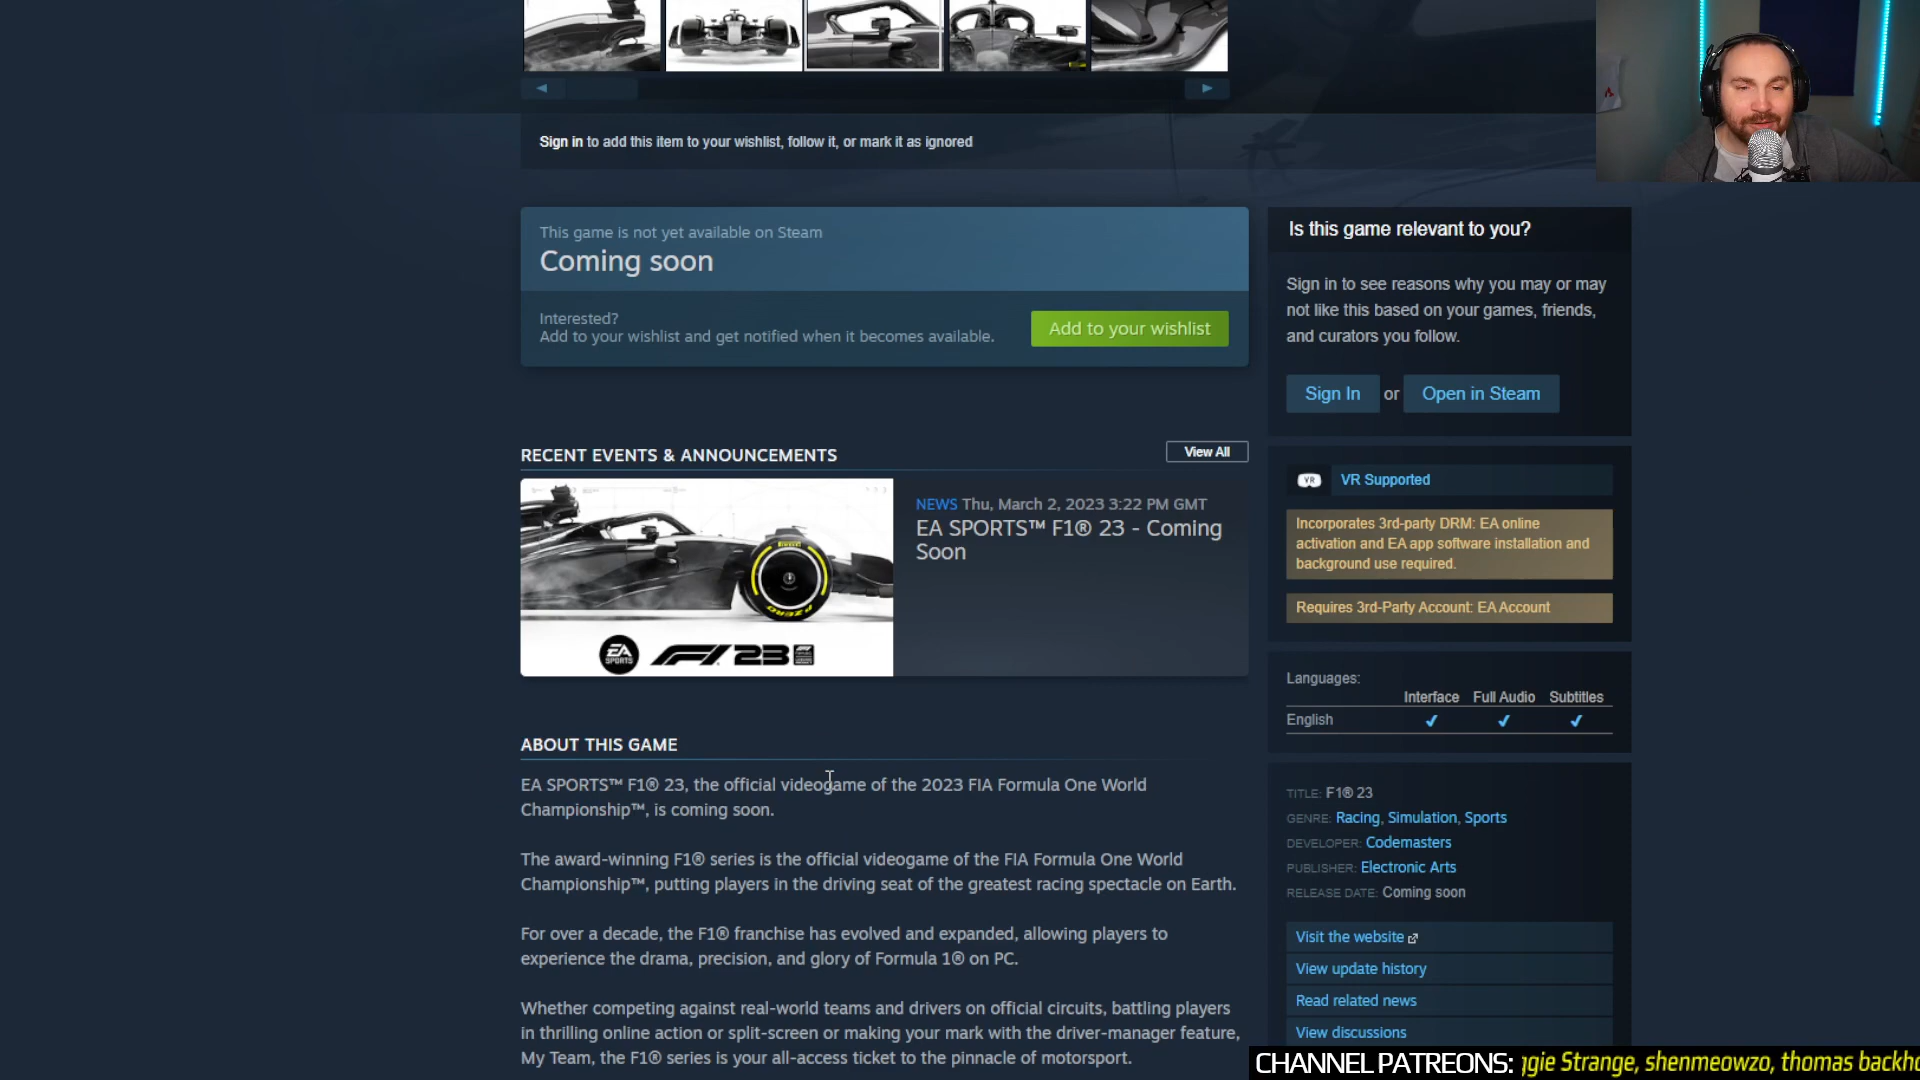 Sign in to add this item to your wishlist, follow it, or mark it as ignored
This game is not yet available on Steam
Coming soon
Interested?
Add to your wishlist and get notified when it becomes available.
Add to your wishlist
Is this game relevant to you?
Sign in to see reasons why you may or may
not like this based on your games, friends,
and curators you follow.
Sign In or Open in Steam
RECENT EVENTS & ANNOUNCEMENTS
View All
NEWS Thu, March 2, 2023 3:22 PM GMT
EA SPORTS™ F1® 23 - Coming
Soon
P ZERO
EA SPORTS F1 23
VR VR Supported
Incorporates 3rd-party DRM: EA online
activation and EA app software installation and
background use required.
Requires 3rd-Party Account: EA Account
Languages:
Interface Full Audio Subtitles
English ✔ ✔ ✔
ABOUT THIS GAME
EA SPORTS™ F1® 23, the official videogame of the 2023 FIA Formula One World
Championship™, is coming soon.
The award-winning F1® series is the official videogame of the FIA Formula One World
Championship™, putting players in the driving seat of the greatest racing spectacle on Earth.
For over a decade, the F1® franchise has evolved and expanded, allowing players to
experience the drama, precision, and glory of Formula 1® on PC.
Whether competing against real-world teams and drivers on official circuits, battling players
in thrilling online action or split-screen or making your mark with the driver-manager feature,
My Team, the F1® series is your all-access ticket to the pinnacle of motorsport.
TITLE: F1® 23
GENRE: Racing, Simulation, Sports
DEVELOPER: Codemasters
PUBLISHER: Electronic Arts
RELEASE DATE: Coming soon
Visit the website
View update history
Read related news
View discussions
CHANNEL PATREONS: ggie Strange, shenmeowzo, thomas backho